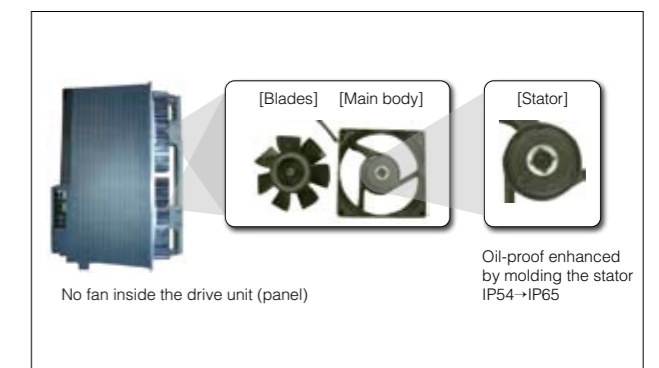 [Blades] [Main body]
[Stator]
No fan inside the drive unit (panel)
Oil-proof enhanced
by molding the stator
IP54→IP65